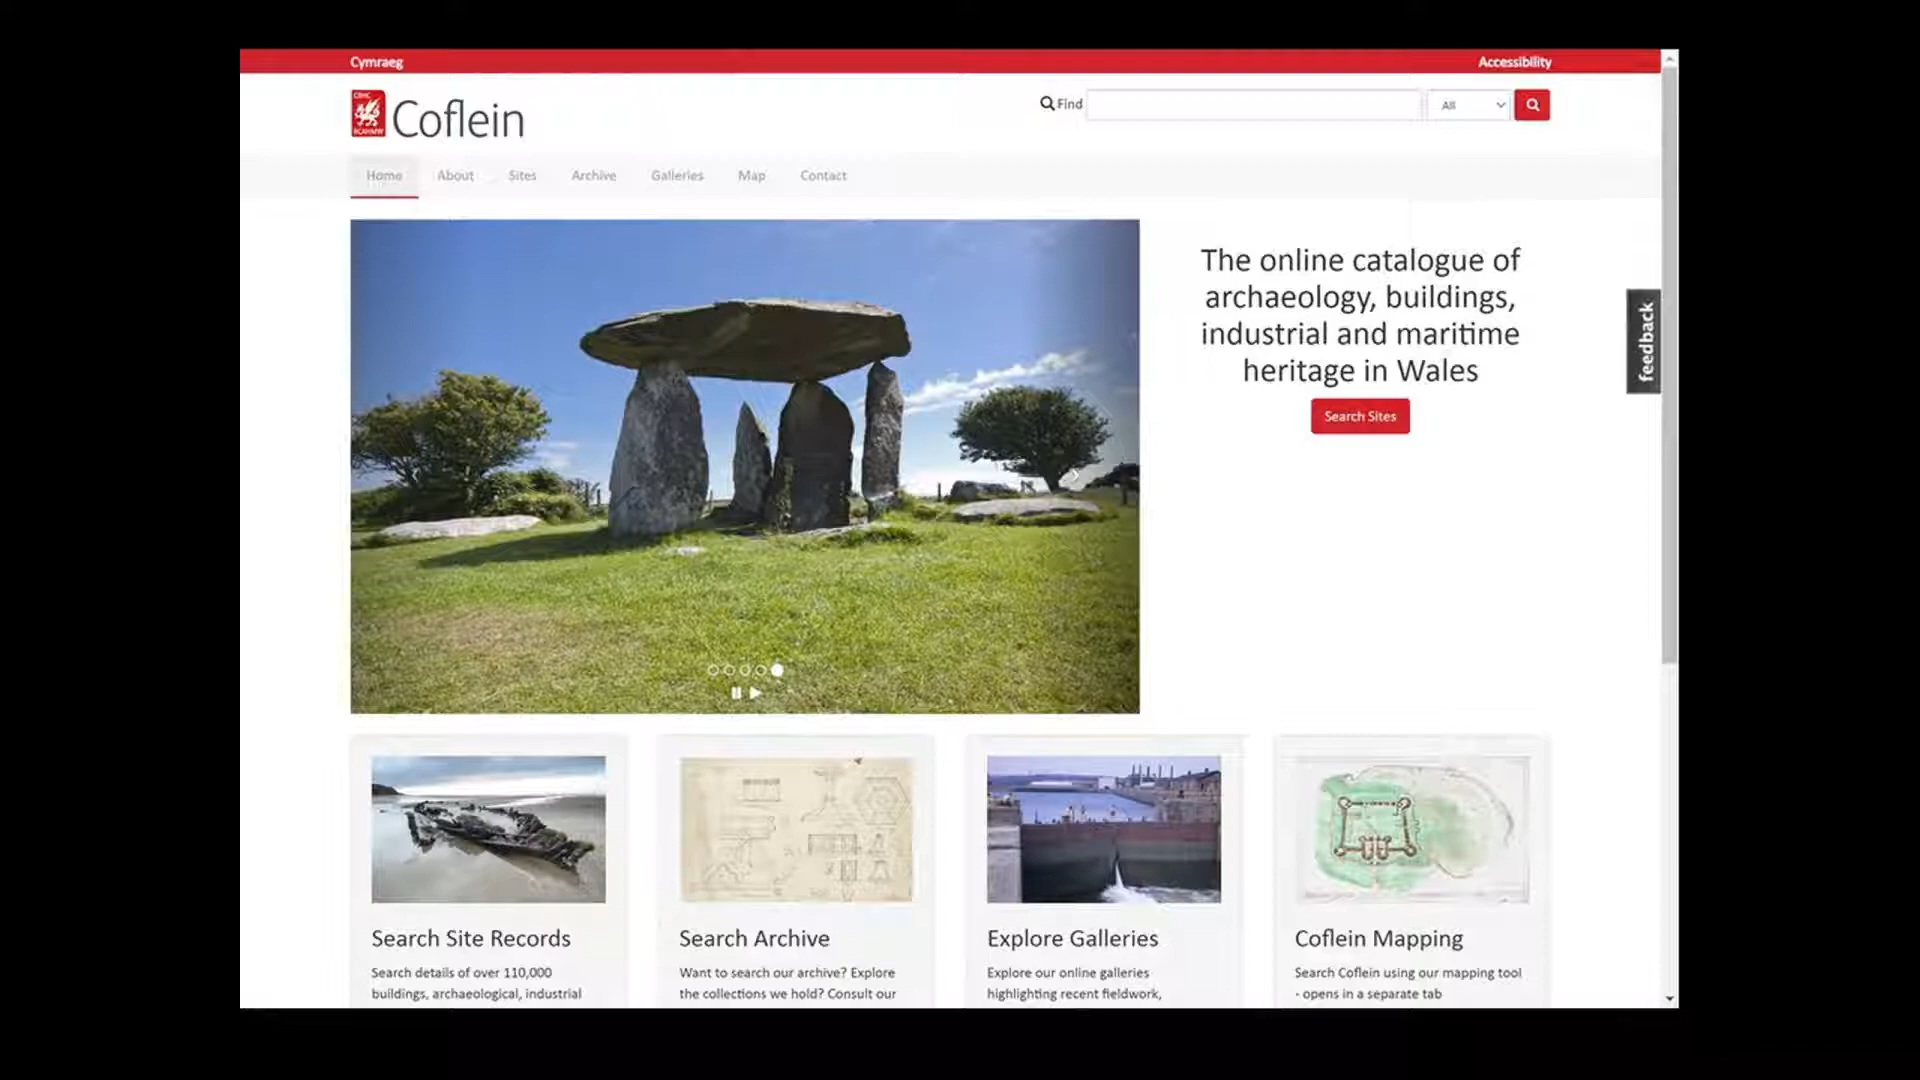 Cymraeg
Accessibility
CBHC
RCAHMW
Coflein
Find
All
Home
About
Sites
Archive
Galleries
Map
Contact
The online catalogue of
archaeology, buildings,
industrial and maritime
heritage in Wales
Search Sites
feedback
Search Site Records
Search details of over 110,000
buildings, archaeological, industrial
Search Archive
Want to search our archive? Explore
the collections we hold? Consult our
Explore Galleries
Explore our online galleries
highlighting recent fieldwork,
Coflein Mapping
Search Coflein using our mapping tool
- opens in a separate tab